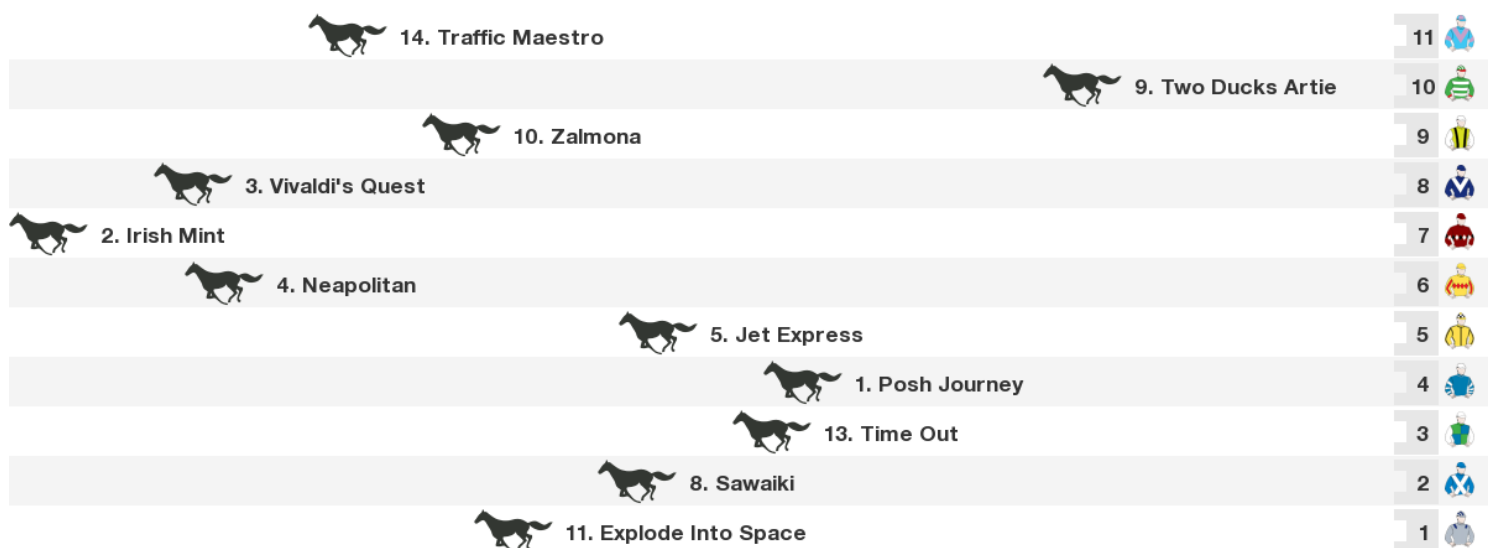 14. Traffic Maestro 11
9. Two Ducks Artie 10
10. Zalmona 9
3. Vivaldi's Quest 8
2. Irish Mint 7
4. Neapolitan 6
5. Jet Express 5
1. Posh Journey 4
13. Time Out 3
8. Sawaiki 2
11. Explode Into Space 1